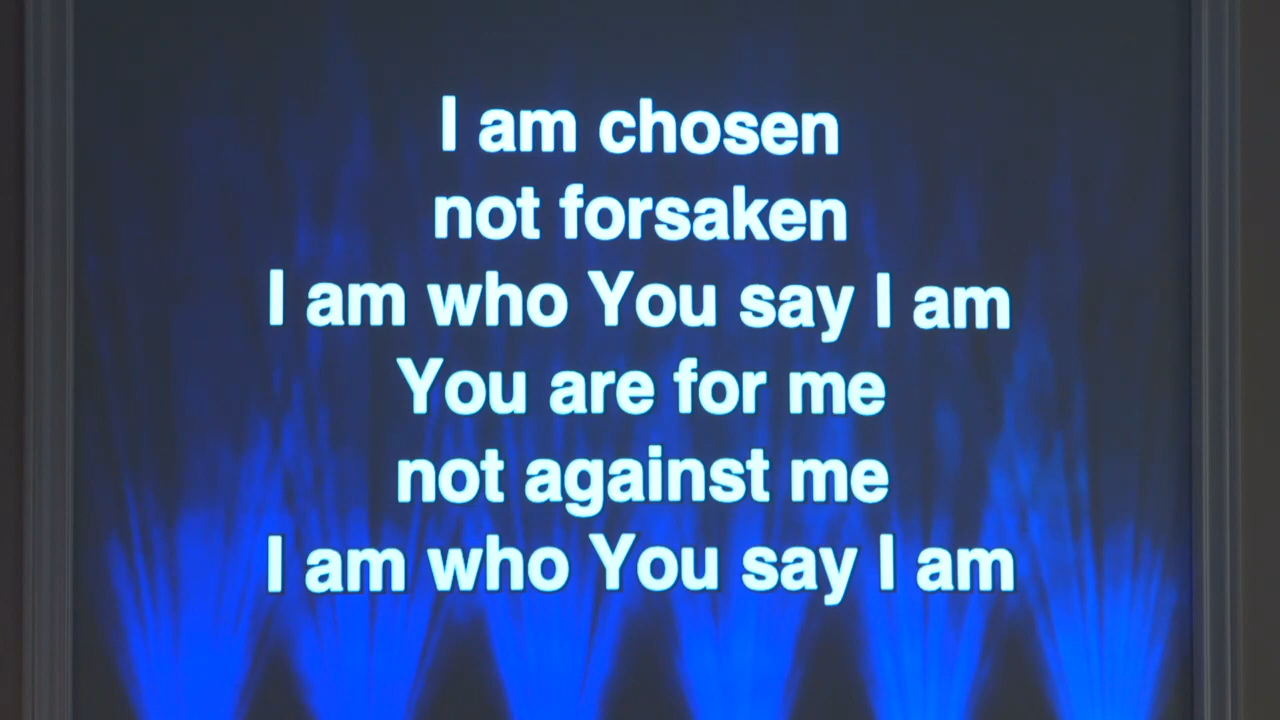 I am chosen
not forsaken
I am who You say I am
You are for me
not against me
I am who You say I am